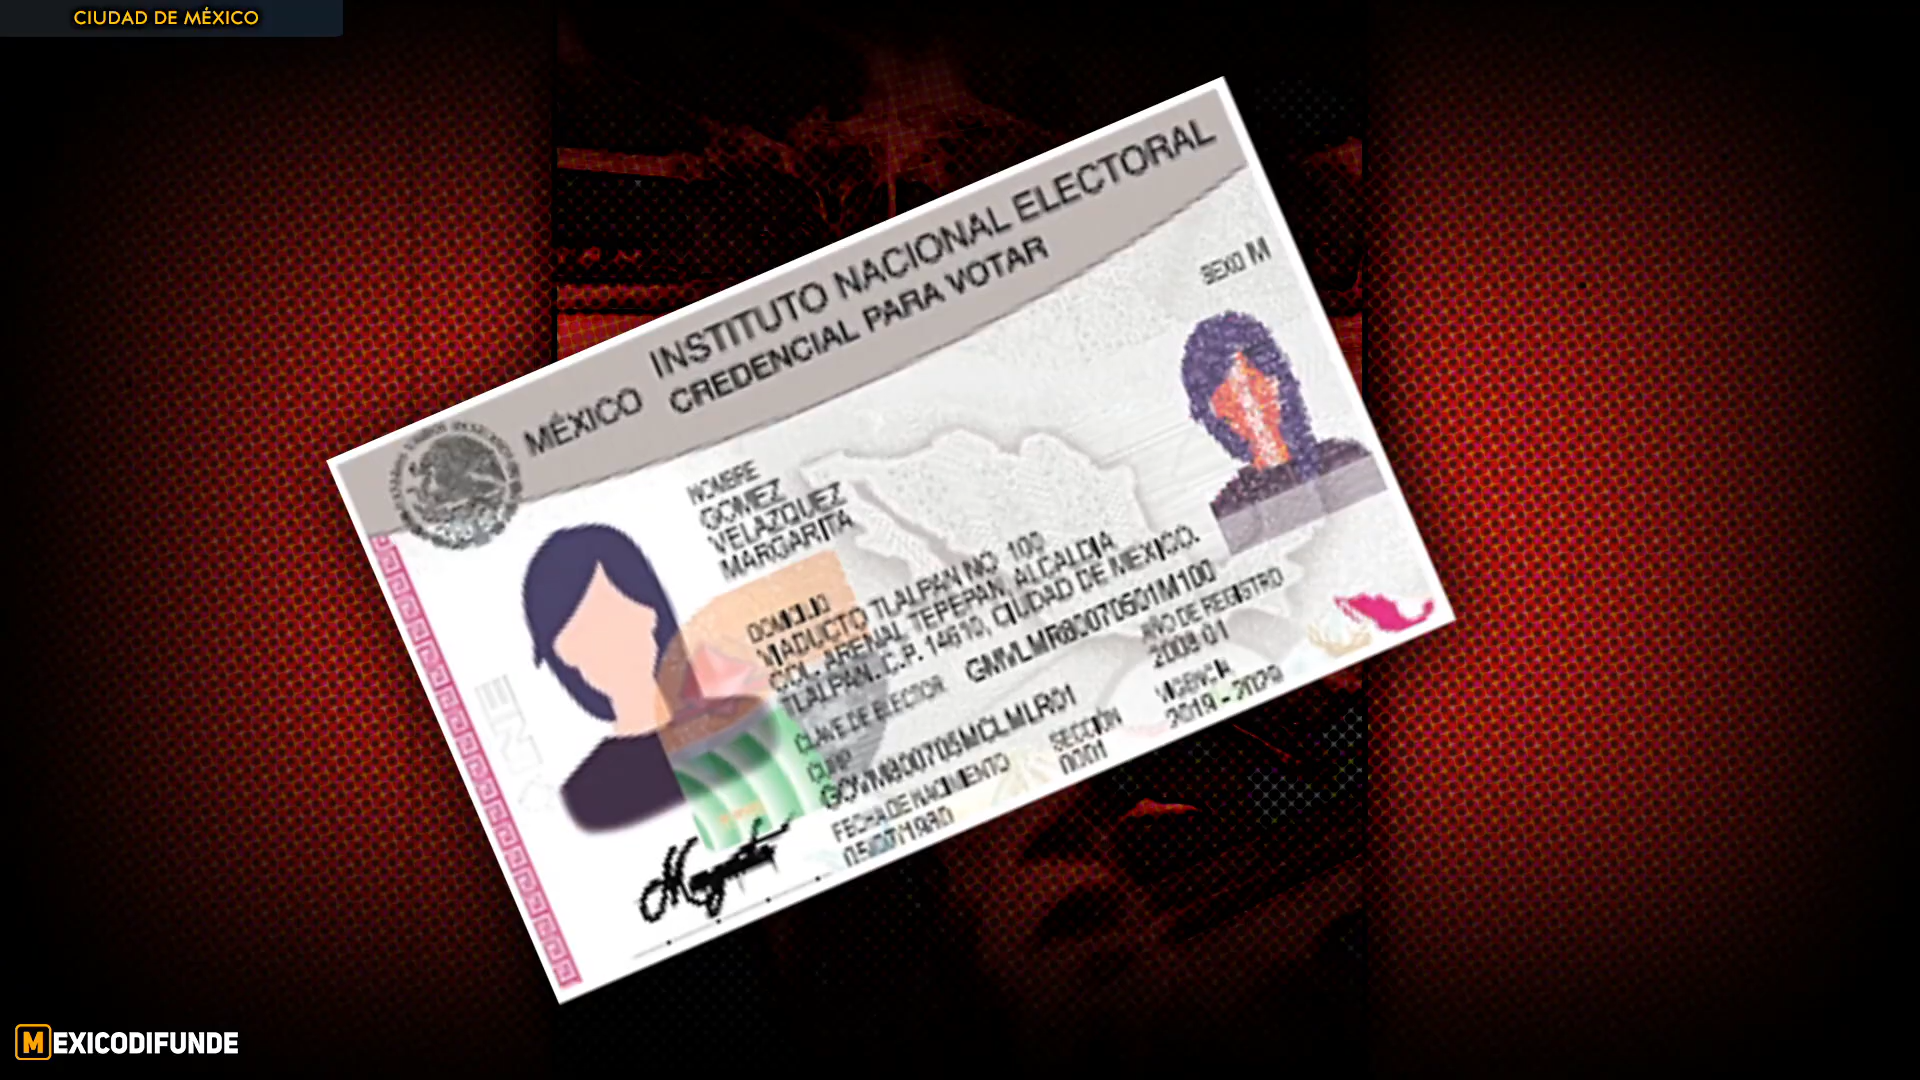 CIUDAD DE MÉXICO
MÉXICO INSTITUTO NACIONAL ELECTORAL
CREDENCIAL PARA VOTAR
SEXO M
NOMBRE
GOMEZ
VELAZQUEZ
MARGARITA
DOMICILIO
VIADUCTO TLALPAN NO. 100
COL. ARENAL TEPEPAN, ALCALDIA
TLALPAN. C.P. 14610, CIUDAD DE MEXICO.
CLAVE DE ELECTOR GMVLMR80070501M100
CURP
AÑO DE REGISTRO
2008 01
FECHA DE NACIMIENTO
05/07/1980
SECCIÓN
0001
VIGENCIA
2019 - 2029
MEXICODIFUNDE